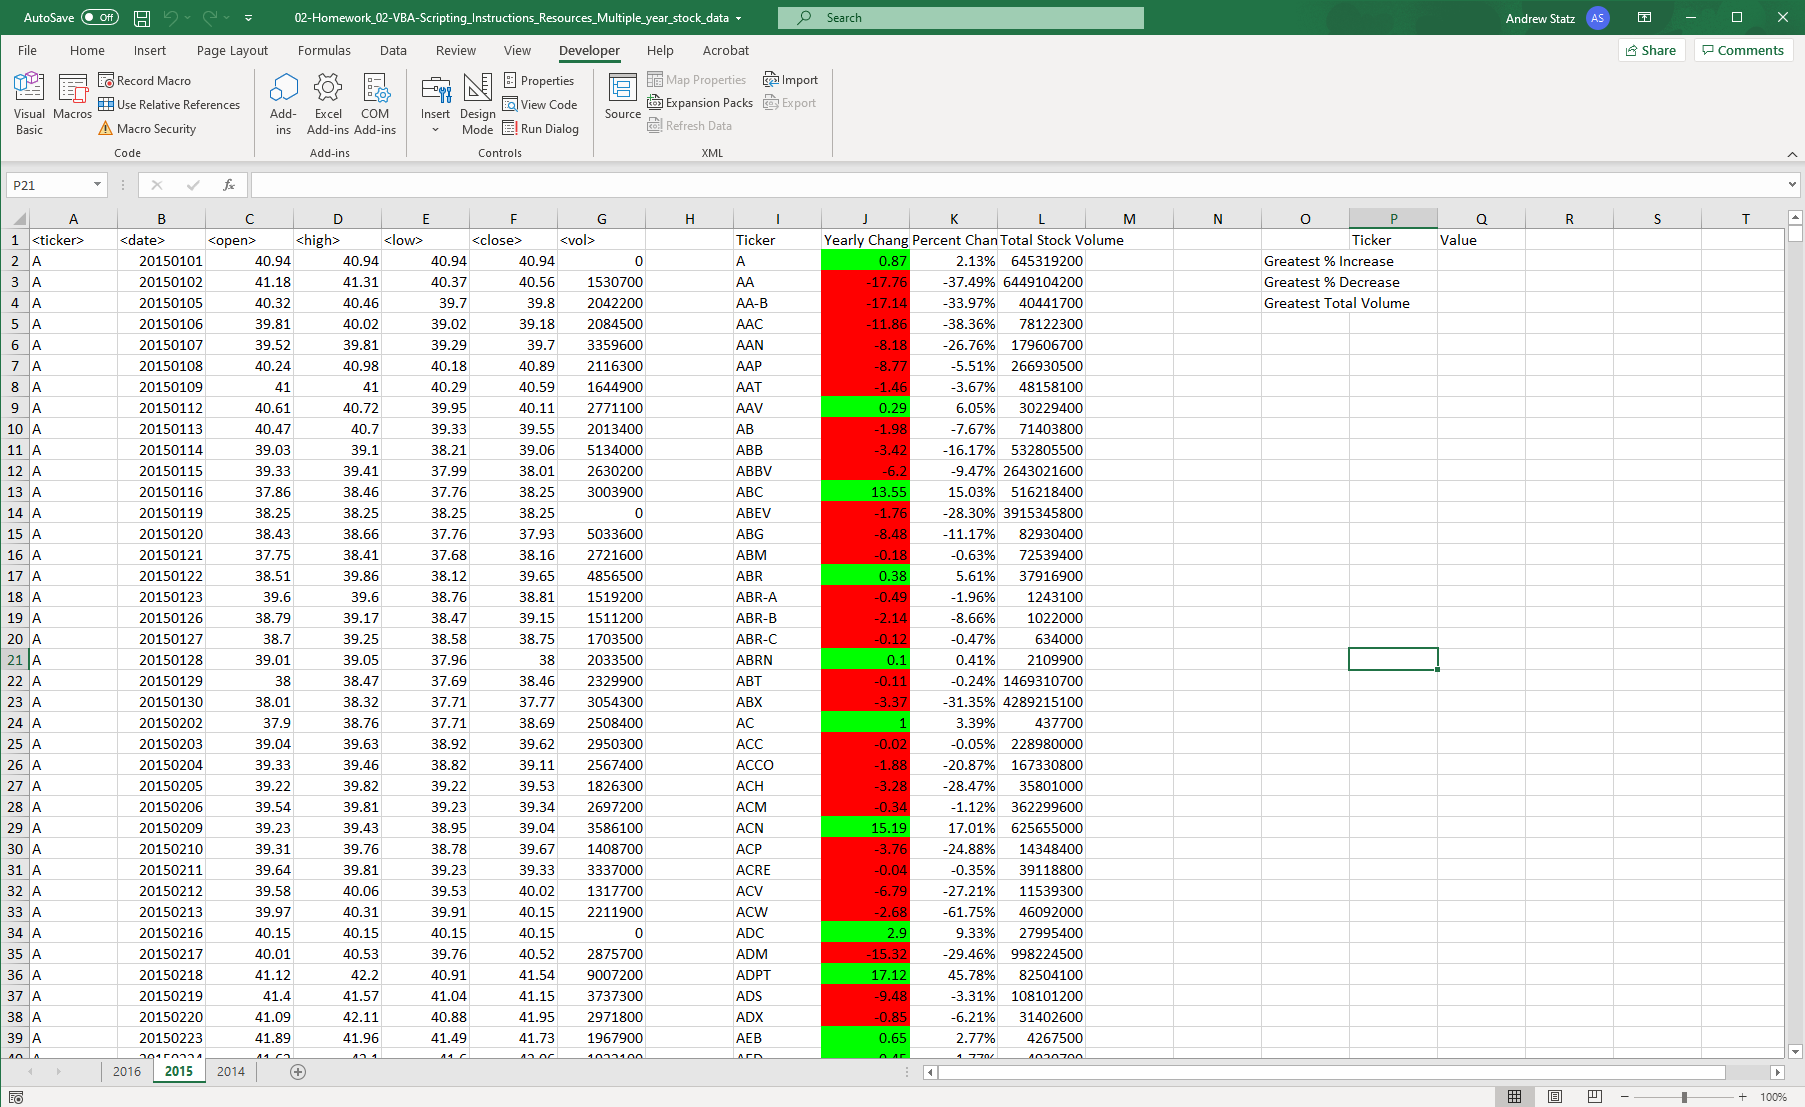 AutoSave Off 02-Homework_02-VBA-Scripting_Instructions_Resources_Multiple_year_stock_data Search Andrew Statz AS
File Home Insert Page Layout Formulas Data Review View Developer Help Acrobat Share Comments
Visual Basic Macros Record Macro Use Relative References Macro Security
Add-ins Excel Add-ins COM Add-ins
Insert Design Mode Properties View Code Run Dialog
Source Map Properties Expansion Packs Refresh Data Import Export
Code Add-ins Controls XML
P21 fx
A B C D E F G H I J K L M N O P Q R S T
1 <ticker> <date> <open> <high> <low> <close> <vol> Ticker Yearly Chang Percent Chan Total Stock Volume Ticker Value
2 A 20150101 40.94 40.94 40.94 40.94 0 A 0.87 2.13% 645319200 Greatest % Increase
3 A 20150102 41.18 41.31 40.37 40.56 1530700 AA -17.76 -37.49% 6449104200 Greatest % Decrease
4 A 20150105 40.32 40.46 39.7 39.8 2042200 AA-B -17.14 -33.97% 40441700 Greatest Total Volume
5 A 20150106 39.81 40.02 39.02 39.18 2084500 AAC -11.86 -38.36% 78122300
6 A 20150107 39.52 39.81 39.29 39.7 3359600 AAN -8.18 -26.76% 179606700
7 A 20150108 40.24 40.98 40.18 40.89 2116300 AAP -8.77 -5.51% 266930500
8 A 20150109 41 41 40.29 40.59 1644900 AAT -1.46 -3.67% 48158100
9 A 20150112 40.61 40.72 39.95 40.11 2771100 AAV 0.29 6.05% 30229400
10 A 20150113 40.47 40.7 39.33 39.55 2013400 AB -1.98 -7.67% 71403800
11 A 20150114 39.03 39.1 38.21 39.06 5134000 ABB -3.42 -16.17% 532805500
12 A 20150115 39.33 39.41 37.99 38.01 2630200 ABBV -6.2 -9.47% 2643021600
13 A 20150116 37.86 38.46 37.76 38.25 3003900 ABC 13.55 15.03% 516218400
14 A 20150119 38.25 38.25 38.25 38.25 0 ABEV -1.76 -28.30% 3915345800
15 A 20150120 38.43 38.66 37.76 37.93 5033600 ABG -8.48 -11.17% 82930400
16 A 20150121 37.75 38.41 37.68 38.16 2721600 ABM -0.18 -0.63% 72539400
17 A 20150122 38.51 39.86 38.12 39.65 4856500 ABR 0.38 5.61% 37916900
18 A 20150123 39.6 39.6 38.76 38.81 1519200 ABR-A -0.49 -1.96% 1243100
19 A 20150126 38.79 39.17 38.47 39.15 1511200 ABR-B -2.14 -8.66% 1022000
20 A 20150127 38.7 39.25 38.58 38.75 1703500 ABR-C -0.12 -0.47% 634000
21 A 20150128 39.01 39.05 37.96 38 2033500 ABRN 0.1 0.41% 2109900
22 A 20150129 38 38.47 37.69 38.46 2329900 ABT -0.11 -0.24% 1469310700
23 A 20150130 38.01 38.32 37.71 37.77 3054300 ABX -3.37 -31.35% 4289215100
24 A 20150202 37.9 38.76 37.71 38.69 2508400 AC 1 3.39% 437700
25 A 20150203 39.04 39.63 38.92 39.62 2950300 ACC -0.02 -0.05% 228980000
26 A 20150204 39.33 39.46 38.82 39.11 2567400 ACCO -1.88 -20.87% 167330800
27 A 20150205 39.22 39.82 39.22 39.53 1826300 ACH -3.28 -28.47% 35801000
28 A 20150206 39.54 39.81 39.23 39.34 2697200 ACM -0.34 -1.12% 362299600
29 A 20150209 39.23 39.43 38.95 39.04 3586100 ACN 15.19 17.01% 625655000
30 A 20150210 39.31 39.76 38.78 39.67 1408700 ACP -3.76 -24.88% 14348400
31 A 20150211 39.64 39.81 39.23 39.33 3337000 ACRE -0.04 -0.35% 39118800
32 A 20150212 39.58 40.06 39.53 40.02 1317700 ACV -6.79 -27.21% 11539300
33 A 20150213 39.97 40.31 39.91 40.15 2211900 ACW -2.68 -61.75% 46092000
34 A 20150216 40.15 40.15 40.15 40.15 0 ADC 2.9 9.33% 27995400
35 A 20150217 40.01 40.53 39.76 40.52 2875700 ADM -15.32 -29.46% 998224500
36 A 20150218 41.12 42.2 40.91 41.54 9007200 ADPT 17.12 45.78% 82504100
37 A 20150219 41.4 41.57 41.04 41.15 3737300 ADS -9.48 -3.31% 108101200
38 A 20150220 41.09 42.11 40.88 41.95 2971800 ADX -0.85 -6.21% 31402600
39 A 20150223 41.89 41.96 41.49 41.73 1967900 AEB 0.65 2.77% 4267500
2016 2015 2014
100%